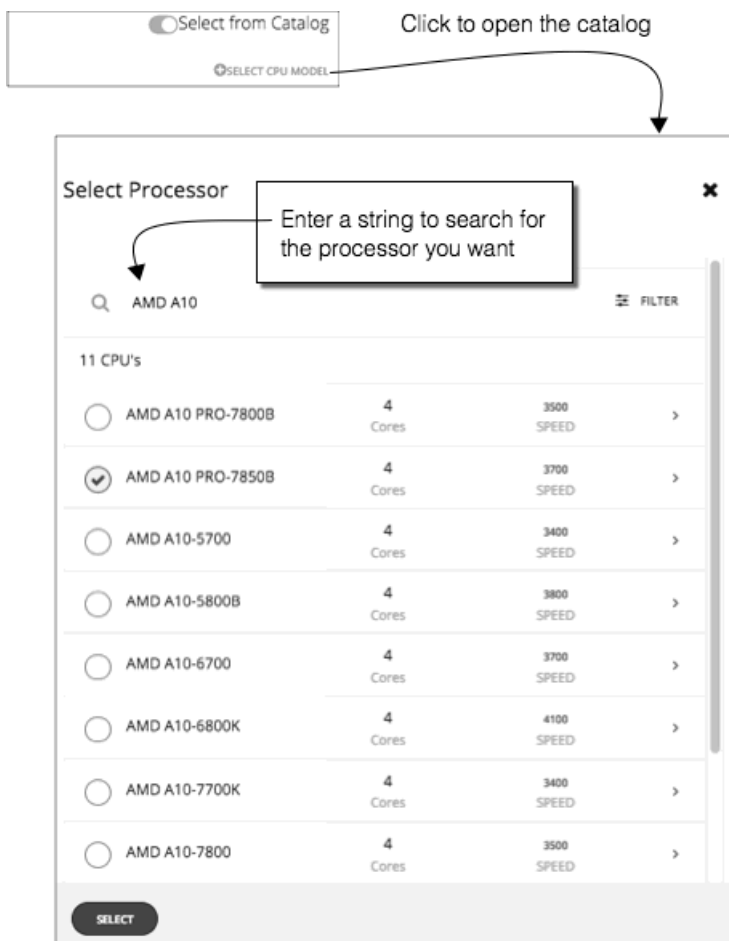 Select from Catalog
Click to open the catalog
SELECT CPU MODEL
Select Processor
Enter a string to search for
the processor you want
AMD A10
FILTER
11 CPU's
AMD A10 PRO-7800B 4 3500
Cores SPEED
AMD A10 PRO-7850B 4 3700
Cores SPEED
AMD A10-5700 4 3400
Cores SPEED
AMD A10-5800B 4 3800
Cores SPEED
AMD A10-6700 4 3700
Cores SPEED
AMD A10-6800K 4 4100
Cores SPEED
AMD A10-7700K 4 3400
Cores SPEED
AMD A10-7800 4 3500
Cores SPEED
SELECT